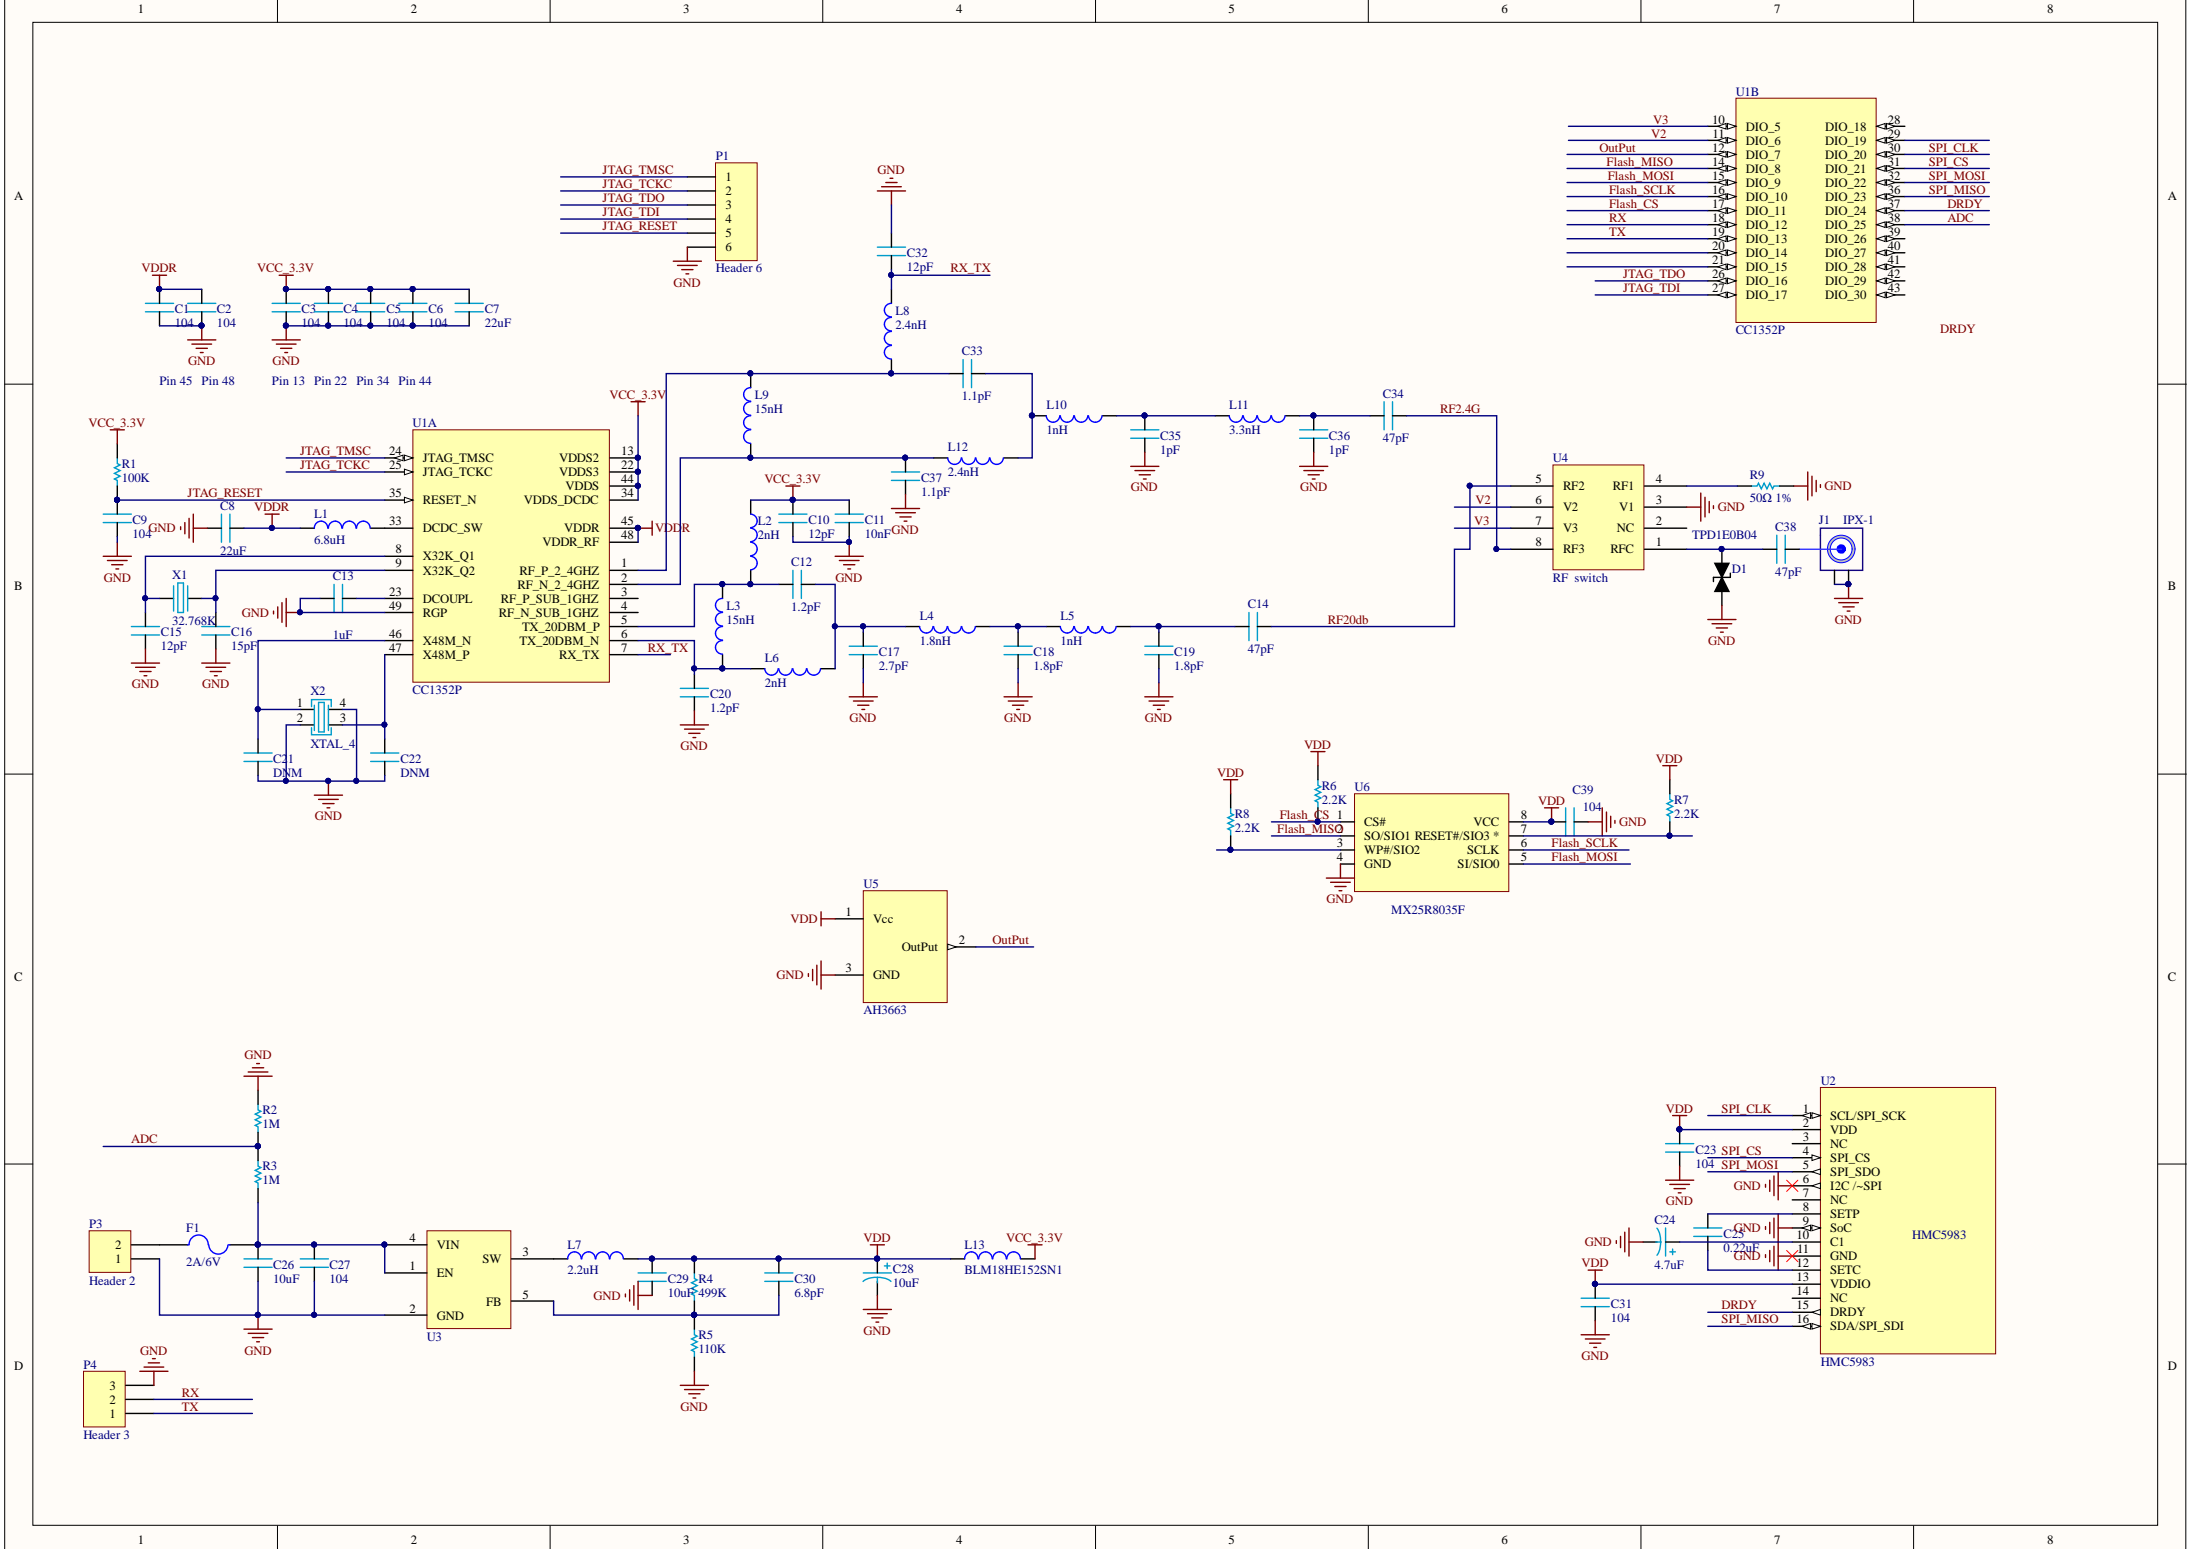 1 2 3 4 5 6 7 8
A
B
C
D
A
B
C
D
1 2 3 4 5 6 7 8
P1
JTAG_TMSC 1
JTAG_TCKC 2
JTAG_TDO 3
JTAG_TDI 4
JTAG_RESET 5
6
GND
Header 6
U1B
V3 10 DIO_5
V2 11 DIO_6
OutPut 12 DIO_7
Flash_MISO 14 DIO_8
Flash_MOSI 15 DIO_9
Flash_SCLK 16 DIO_10
Flash_CS 17 DIO_11
RX 18 DIO_12
TX 19 DIO_13
20 DIO_14
21 DIO_15
JTAG_TDO 26 DIO_16
JTAG_TDI 27 DIO_17
DIO_18 28
DIO_19 29
DIO_20 30 SPI_CLK
DIO_21 31 SPI_CS
DIO_22 32 SPI_MOSI
DIO_23 36 SPI_MISO
DIO_24 37 DRDY
DIO_25 38 ADC
DIO_26 39
DIO_27 40
DIO_28 41
DIO_29 42
DIO_30 43
CC1352P
DRDY
VDDR
C1
104
C2
104
GND
Pin 45 Pin 48
VCC_3.3V
C3
104
C4
104
C5
104
C6
104
C7
22uF
GND
Pin 13 Pin 22 Pin 34 Pin 44
GND
C32
12pF
RX_TX
L8
2.4nH
C33
1.1pF
L9
15nH
L12
2.4nH
C37
1.1pF
GND
L10
1nH
C35
1pF
GND
L11
3.3nH
C36
1pF
GND
C34
47pF
RF2.4G
VCC_3.3V
R1
100K
JTAG_RESET
C9
104
GND
GND
C8
22uF
VDDR
L1
6.8uH
U1A
JTAG_TMSC 24 JTAG_TMSC
JTAG_TCKC 25 JTAG_TCKC
35 RESET_N
33 DCDC_SW
8 X32K_Q1
9 X32K_Q2
23 DCOUPL
49 RGP
46 X48M_N
47 X48M_P
VCC_3.3V
VDDS2 13
VDDS3 22
VDDS 44
VDDS_DCDC 34
VDDR 45 VDDR
VDDR_RF 48
RF_P_2_4GHZ 1
RF_N_2_4GHZ 2
RF_P_SUB_1GHZ 3
RF_N_SUB_1GHZ 4
TX_20DBM_P 5
TX_20DBM_N 6
RX_TX 7 RX_TX
CC1352P
X1
32.768K
C15
12pF
GND
C16
15pF
GND
C13
1uF
GND
X2
1 4
2 3
XTAL_4
C21
DNM
C22
DNM
GND
VCC_3.3V
L2
2nH
C10
12pF
C11
10nF
GND
C12
1.2pF
L3
15nH
L6
2nH
C20
1.2pF
GND
C17
2.7pF
GND
L4
1.8nH
C18
1.8pF
GND
L5
1nH
C19
1.8pF
GND
C14
47pF
RF20db
U4
5 RF2
V2 6 V2
V3 7 V3
8 RF3
RF1 4
V1 3
NC 2
RFC 1
RF switch
R9
50Ω 1%
GND
GND
TPD1E0B04
D1
GND
C38
47pF
J1 IPX-1
GND
VDD
R8
2.2K
VDD
R6
2.2K
U6
Flash_CS 1 CS#
Flash_MISO 2 SO/SIO1
3 WP#/SIO2
4 GND
GND
VCC 8
RESET#/SIO3 * 7
SCLK 6 Flash_SCLK
SI/SIO0 5 Flash_MOSI
MX25R8035F
VDD
C39
104
GND
VDD
R7
2.2K
U5
VDD 1 Vcc
OutPut 2 OutPut
GND 3 GND
AH3663
GND
R2
1M
ADC
R3
1M
P3
2
1
Header 2
F1
2A/6V
C26
10uF
C27
104
GND
4 VIN
1 EN
2 GND
SW 3
FB 5
U3
L7
2.2uH
C29
10uF
GND
R4
499K
R5
110K
GND
C30
6.8pF
VDD
C28
10uF
GND
L13
BLM18HE152SN1
VCC_3.3V
P4
GND
3
2 RX
1 TX
Header 3
U2
SPI_CLK 1 SCL/SPI_SCK
VDD
2 VDD
3 NC
SPI_CS 4 SPI_CS
SPI_MOSI 5 SPI_SDO
GND 6 I2C /~SPI
7 NC
8 SETP
GND 9 SoC
10 C1
GND 11 GND
12 SETC
13 VDDIO
14 NC
DRDY 15 DRDY
SPI_MISO 16 SDA/SPI_SDI
C23
104
GND
GND
C24
4.7uF
C25
0.22uF
VDD
C31
104
GND
HMC5983
HMC5983